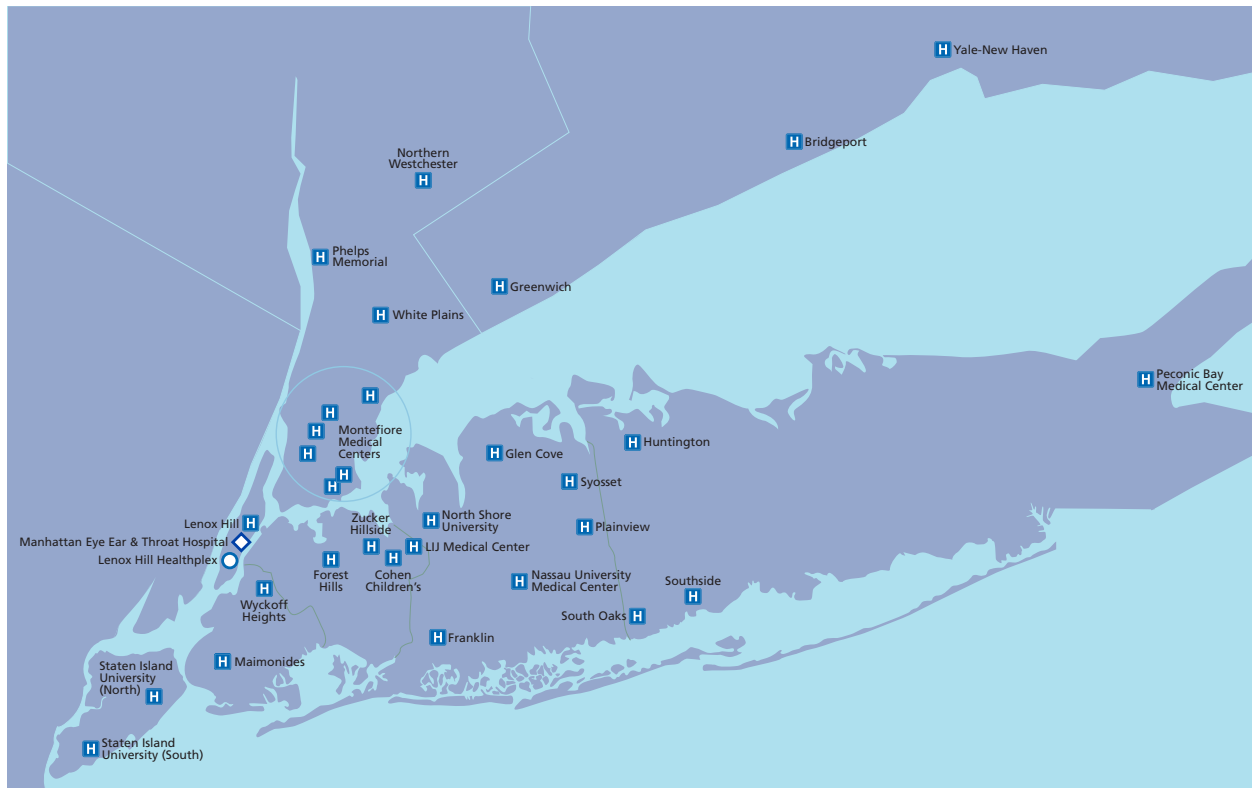 H Yale-New Haven
H Bridgeport
Northern
Westchester
H
H Phelps
Memorial
H Greenwich
H White Plains
H Peconic Bay
Medical Center
H
H
H
H
H
H
Montefiore
Medical
Centers
H Huntington
H Glen Cove
H Syosset
Lenox Hill H
Manhattan Eye Ear & Throat Hospital
Lenox Hill Healthplex
Zucker
Hillside
H
H North Shore
University
H Plainview
H LIJ Medical Center
H
Forest
Hills
H
Cohen
Children's
H
Wyckoff
Heights
H Nassau University
Medical Center
Southside
H
South Oaks H
H Franklin
H Maimonides
Staten Island
University
(North) H
H Staten Island
University (South)